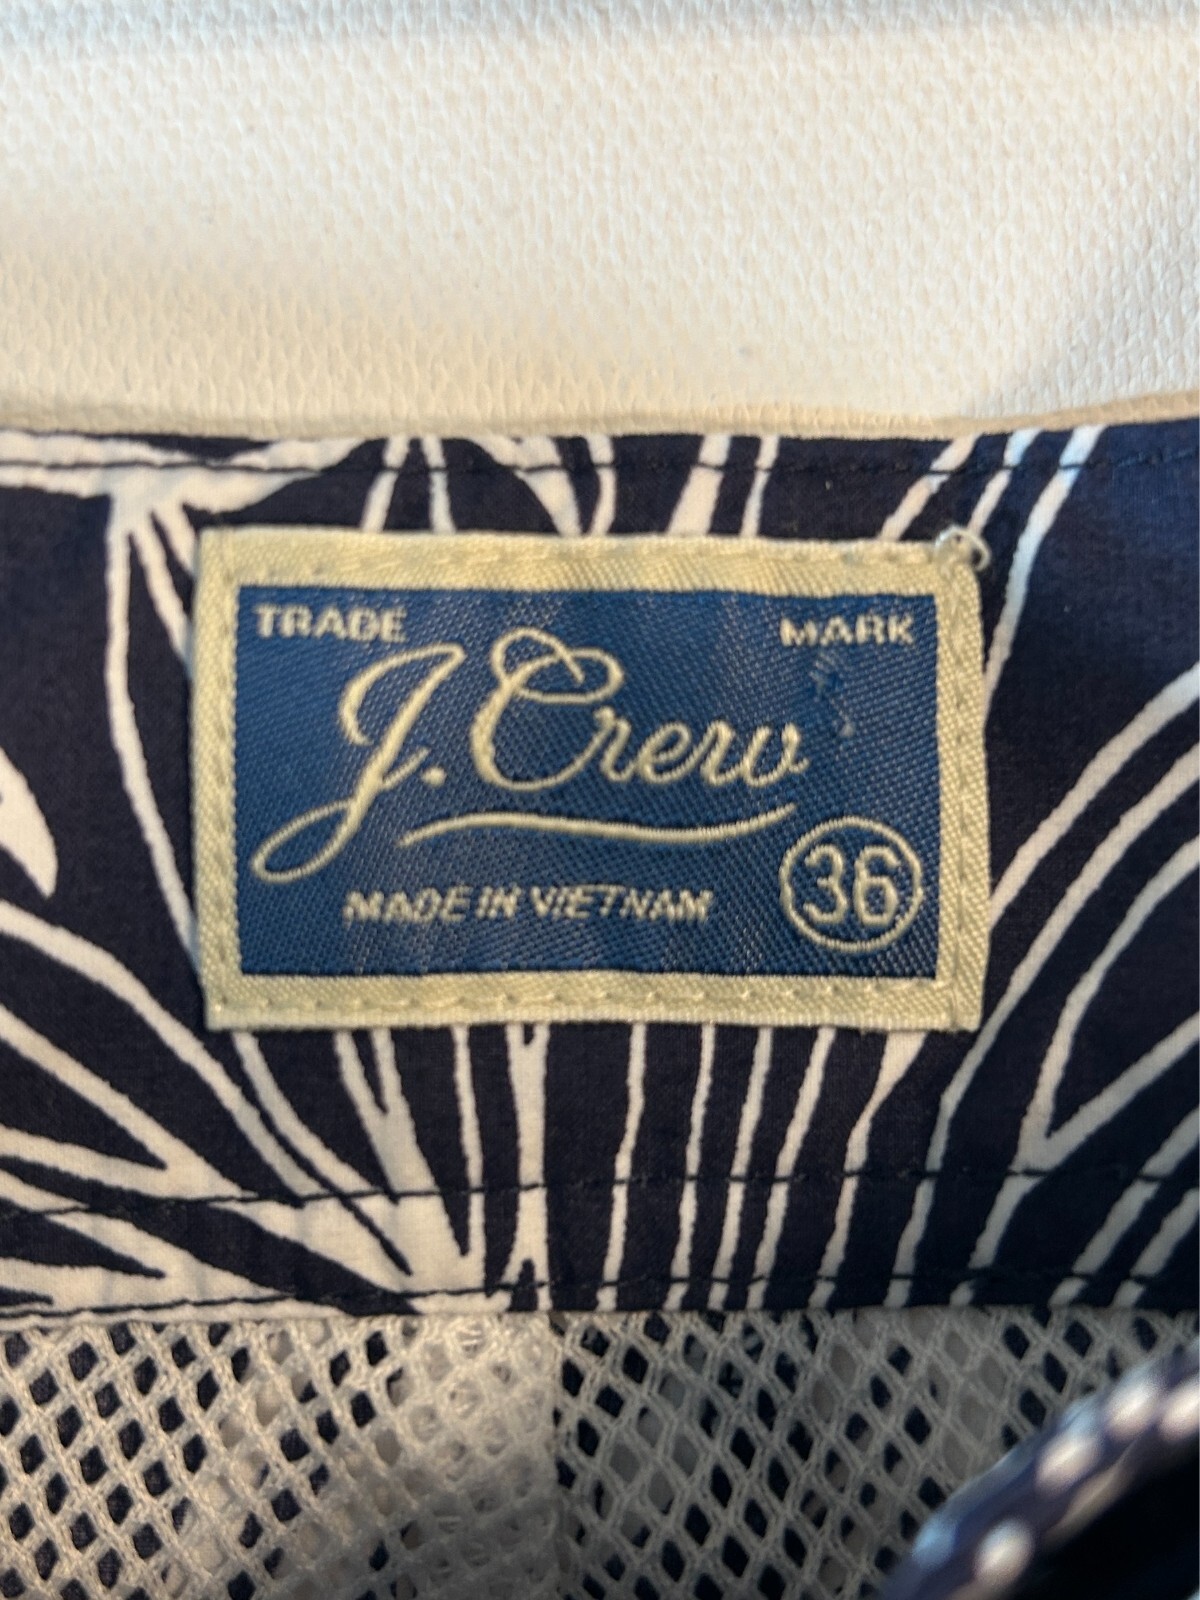 TRADE MARK
J. Crew
MADE IN VIETNAM
36